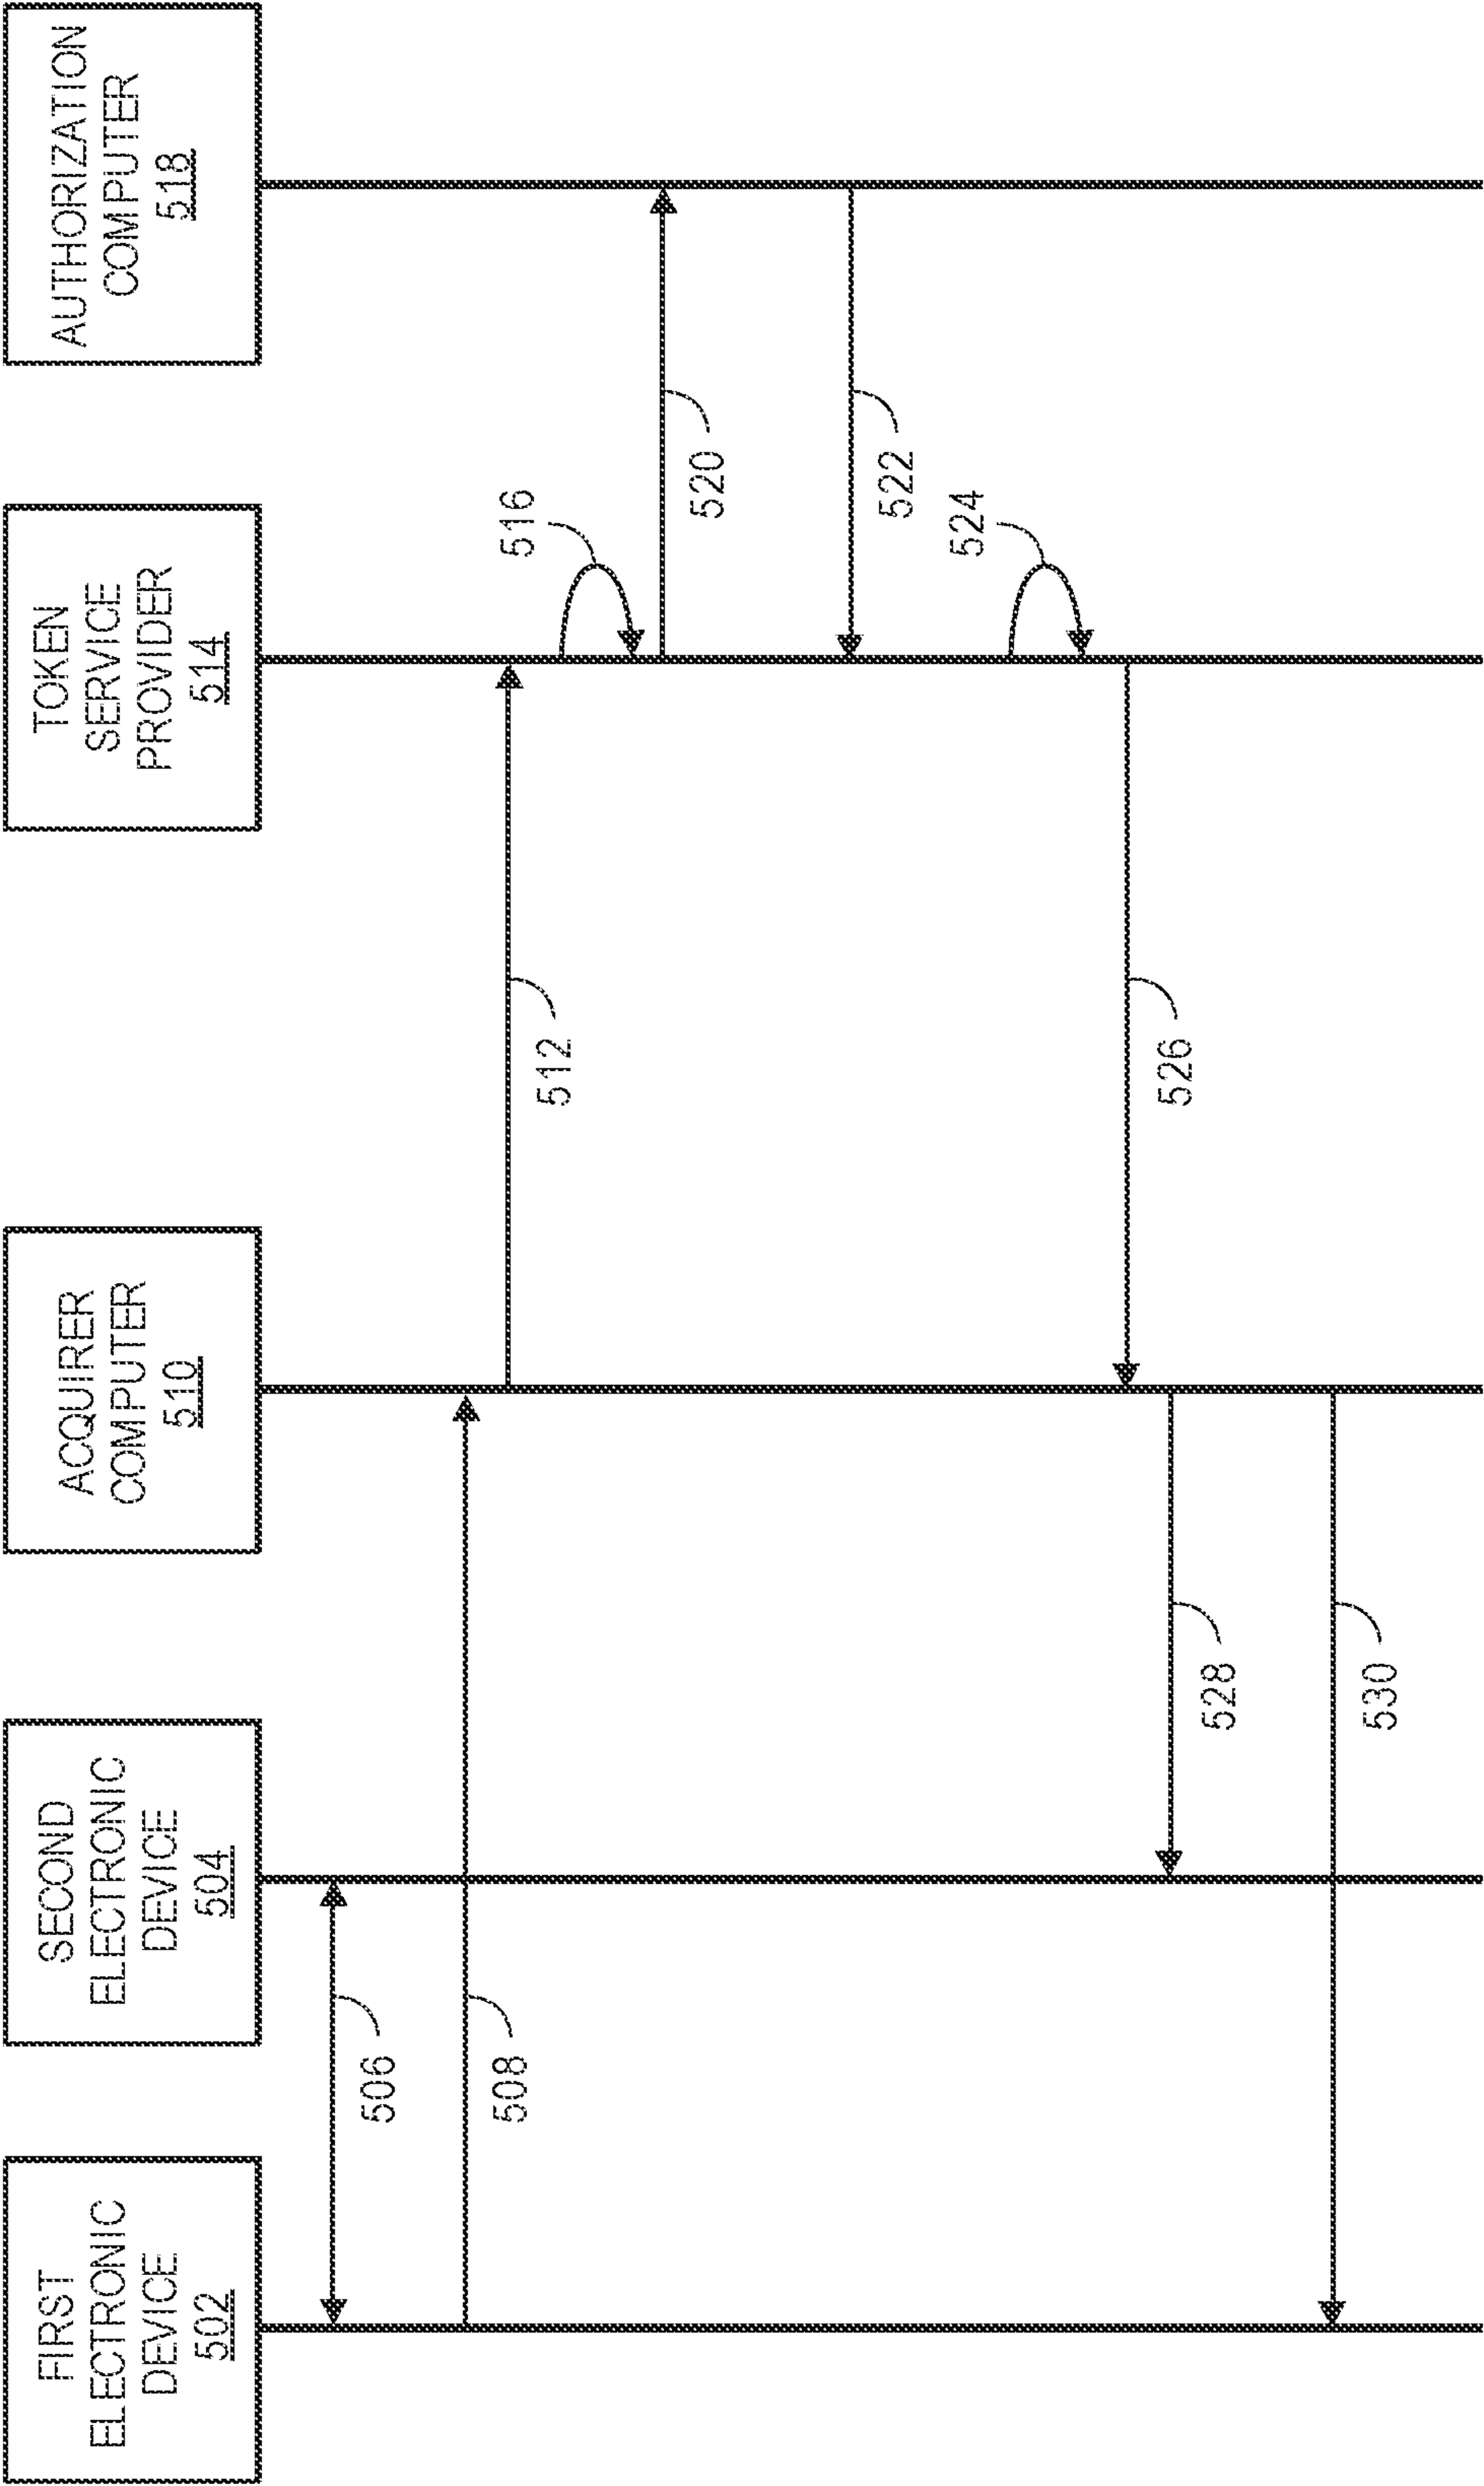 FIRST
ELECTRONIC
DEVICE
502
SECOND
ELECTRONIC
DEVICE
504
ACQUIRER
COMPUTER
510
TOKEN
SERVICE
PROVIDER
514
AUTHORIZATION
COMPUTER
518
506
508
512
516
520
522
524
526
528
530